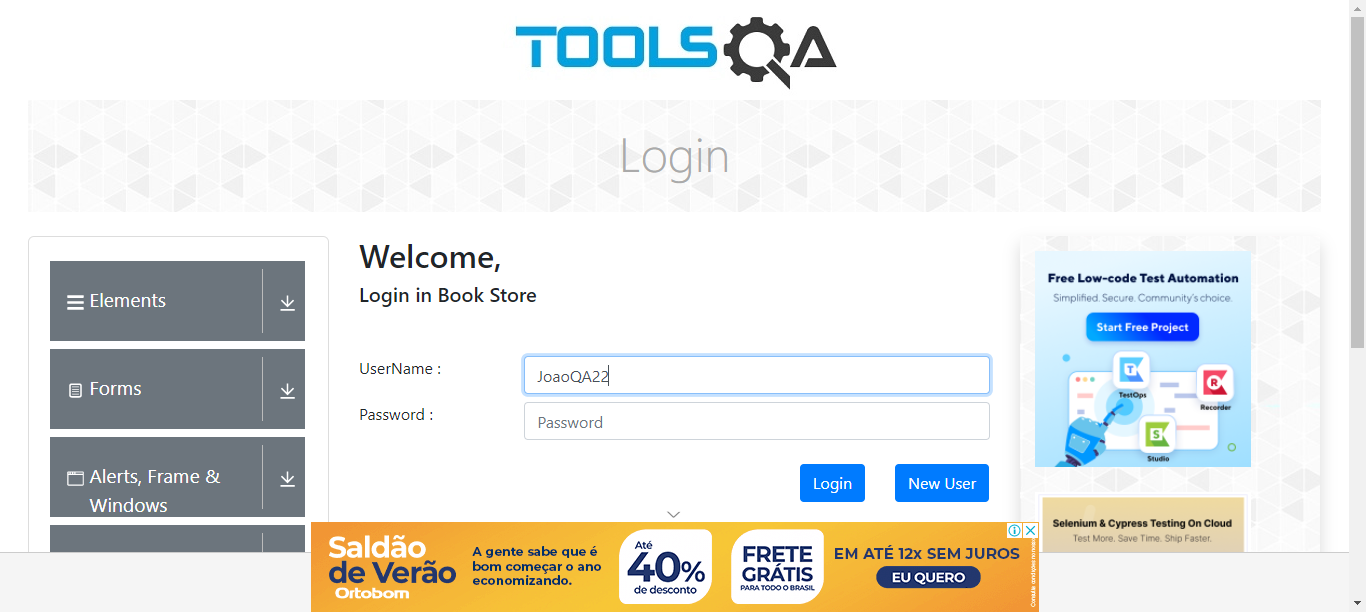 TOOLSQA
Login
Elements
Forms
Alerts, Frame &
Windows
Welcome,
Login in Book Store
UserName :
JoaoQA22
Password :
Password
Login
New User
Free Low-code Test Automation
Simplified. Secure. Community's choice.
Start Free Project
TestOps
Recorder
Studio
Selenium & Cypress Testing On Cloud
Test More. Save Time. Ship Faster.
Saldão
de Verão
Ortobom
A gente sabe que é
bom começar o ano
economizando.
Até
40%
de desconto
FRETE
GRÁTIS
PARA TODO O BRASIL
EM ATÉ 12x SEM JUROS
EU QUERO